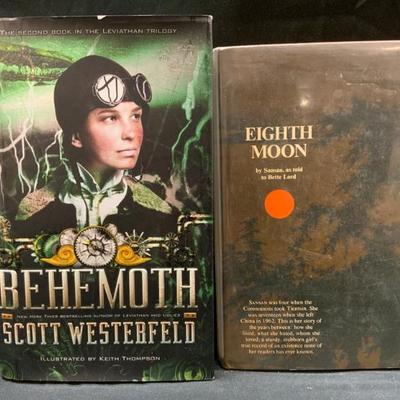 THE SECOND BOOK IN THE LEVIATHAN TRILOGY
BEHEMOTH
NEW YORK TIMES BESTSELLING AUTHOR OF LEVIATHAN AND UGLIES
SCOTT WESTERFELD
ILLUSTRATED BY KEITH THOMPSON
EIGHTH
MOON
by Sansan, as told
to Bette Lord
SANSAN was four when the
Communists took Tientsin. She
was seventeen when she left
China in 1962. This is her story of
the years between: how she
lived, what she hated, whom she
loved; a sturdy, stubborn girl's
true record of an existence none of
her readers has ever known.